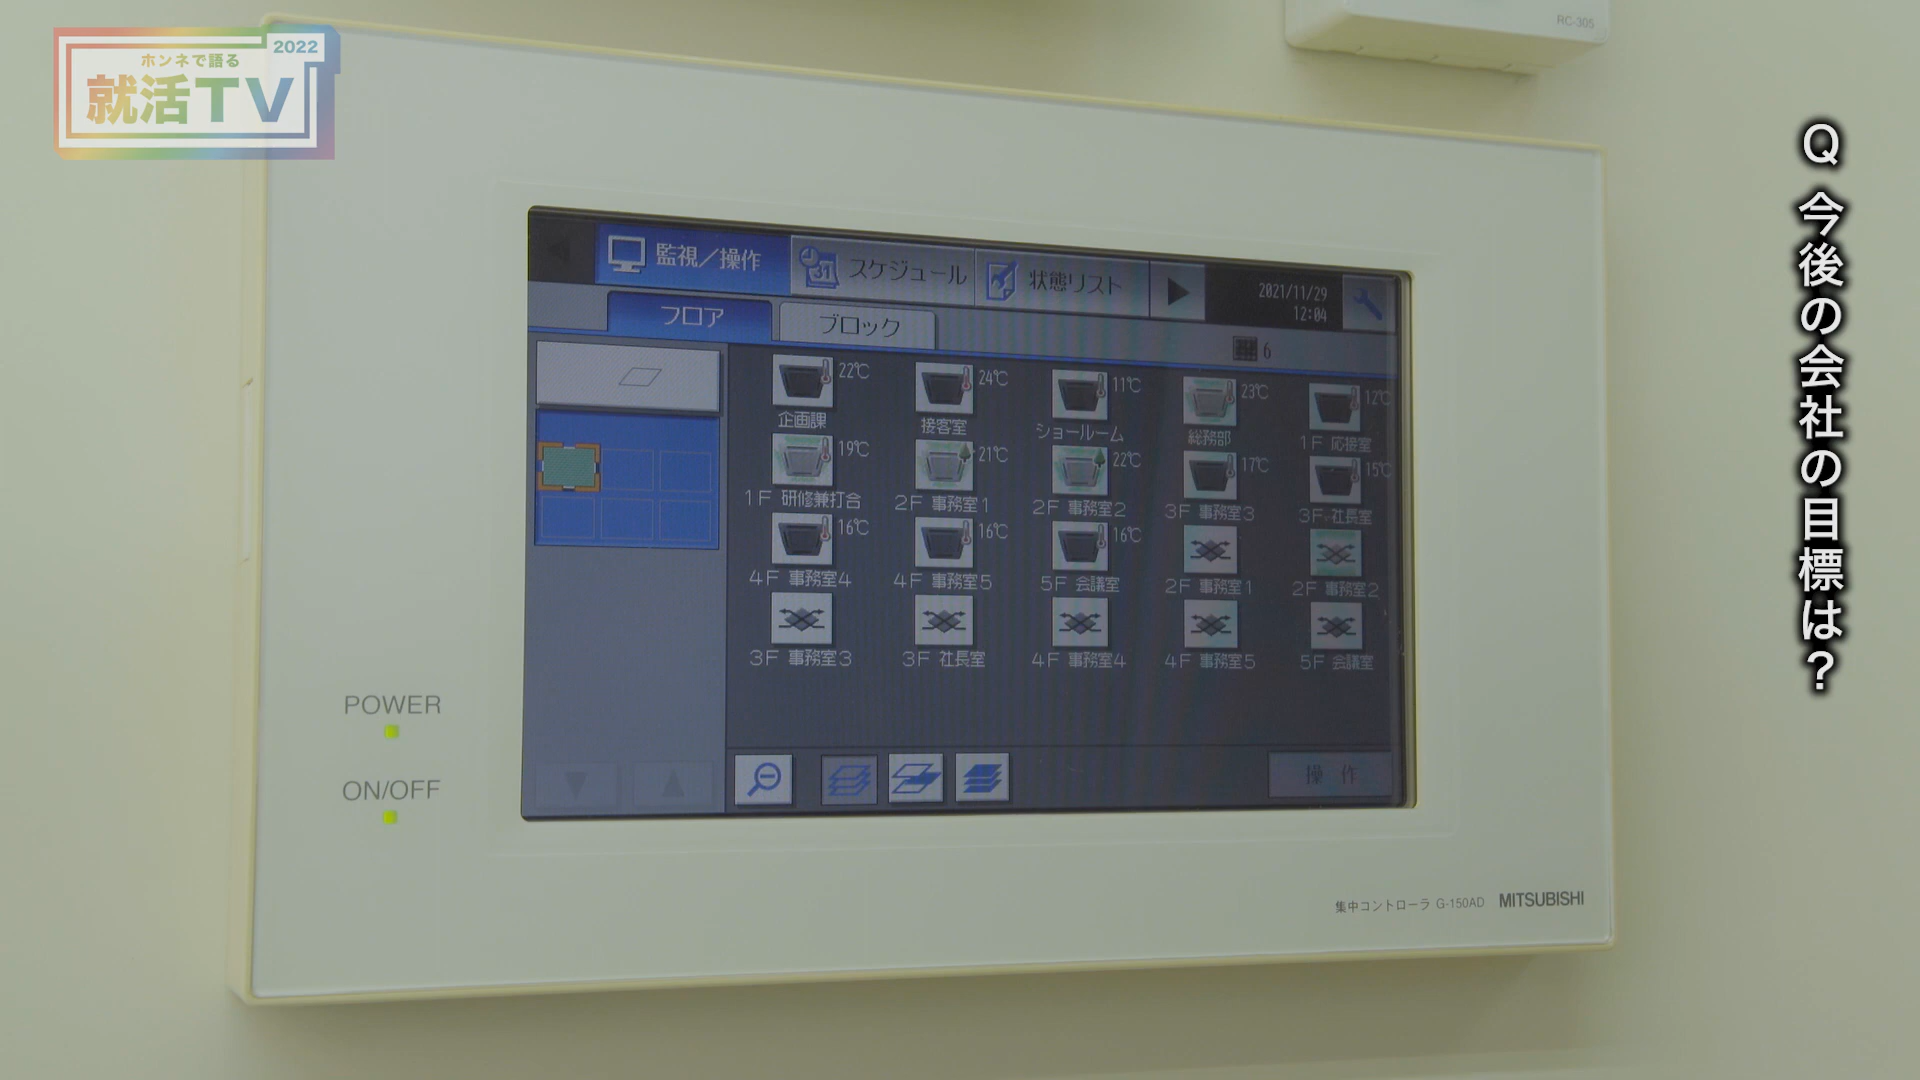 ホンネで語る
2022
就活TV
RC-305
Q 今後の会社の目標は？
監視／操作
スケジュール
状態リスト
2021/11/29
12:04
フロア
ブロック
6
22℃
24℃
11℃
23℃
12℃
企画課
接客室
ショールーム
総務部
1F 応接室
19℃
21℃
22℃
17℃
15℃
1F 研修兼打合
2F 事務室1
2F 事務室2
3F 事務室3
3F 社長室
16℃
16℃
16℃
4F 事務室4
4F 事務室5
5F 会議室
2F 事務室1
2F 事務室2
3F 事務室3
3F 社長室
4F 事務室4
4F 事務室5
5F 会議室
操 作
POWER
ON/OFF
集中コントローラ G-150AD MITSUBISHI